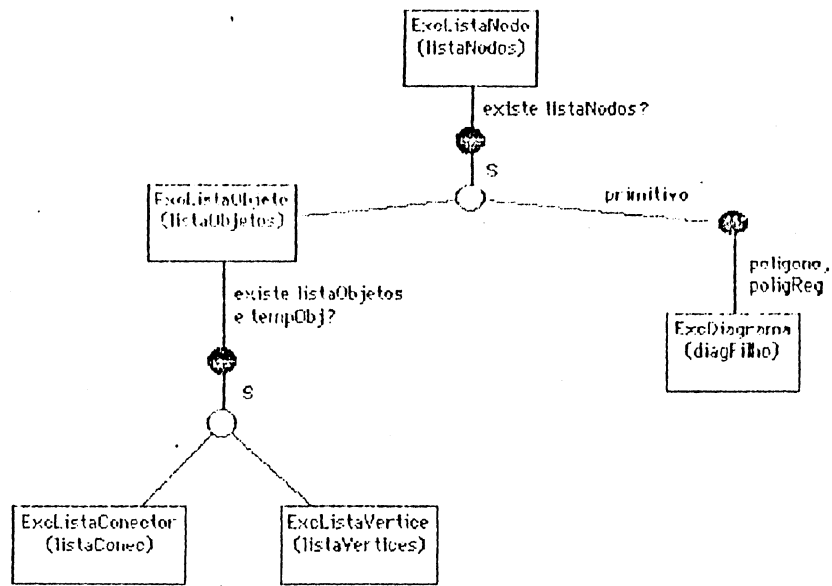 ExcListaNodo
(listaNodos)
existe listaNodos?
S
primitivo
ExcListaObjeto
(listaObjetos)
poligono,
poligReg
existe listaObjetos
e tempObj?
ExcDiagrama
(diagFilho)
S
ExcListaConector
(listaConec)
ExcListaVertice
(listaVertices)